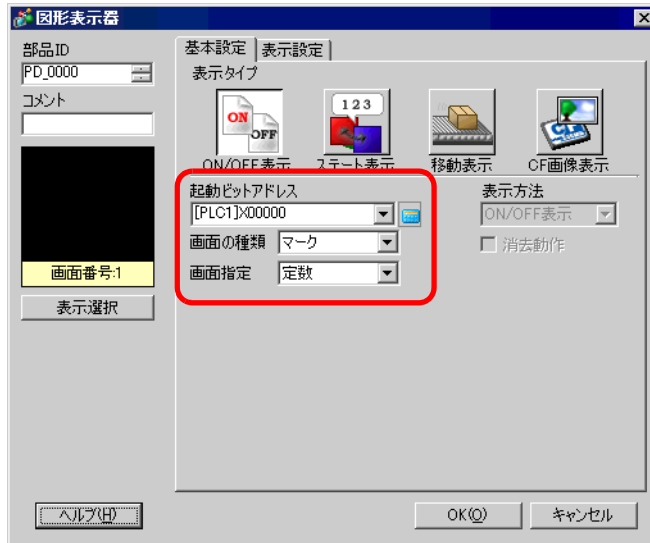 図形表示器
部品ID
PD_0000
コメント
画面番号:1
表示選択
基本設定
表示設定
表示タイプ
ON
OFF
123
ON/OFF表示
ステート表示
移動表示
CF画像表示
起動ビットアドレス
[PLC1]X00000
画面の種類 マーク
画面指定 定数
表示方法
ON/OFF表示
消去動作
ヘルプ(H)
OK(O)
キャンセル